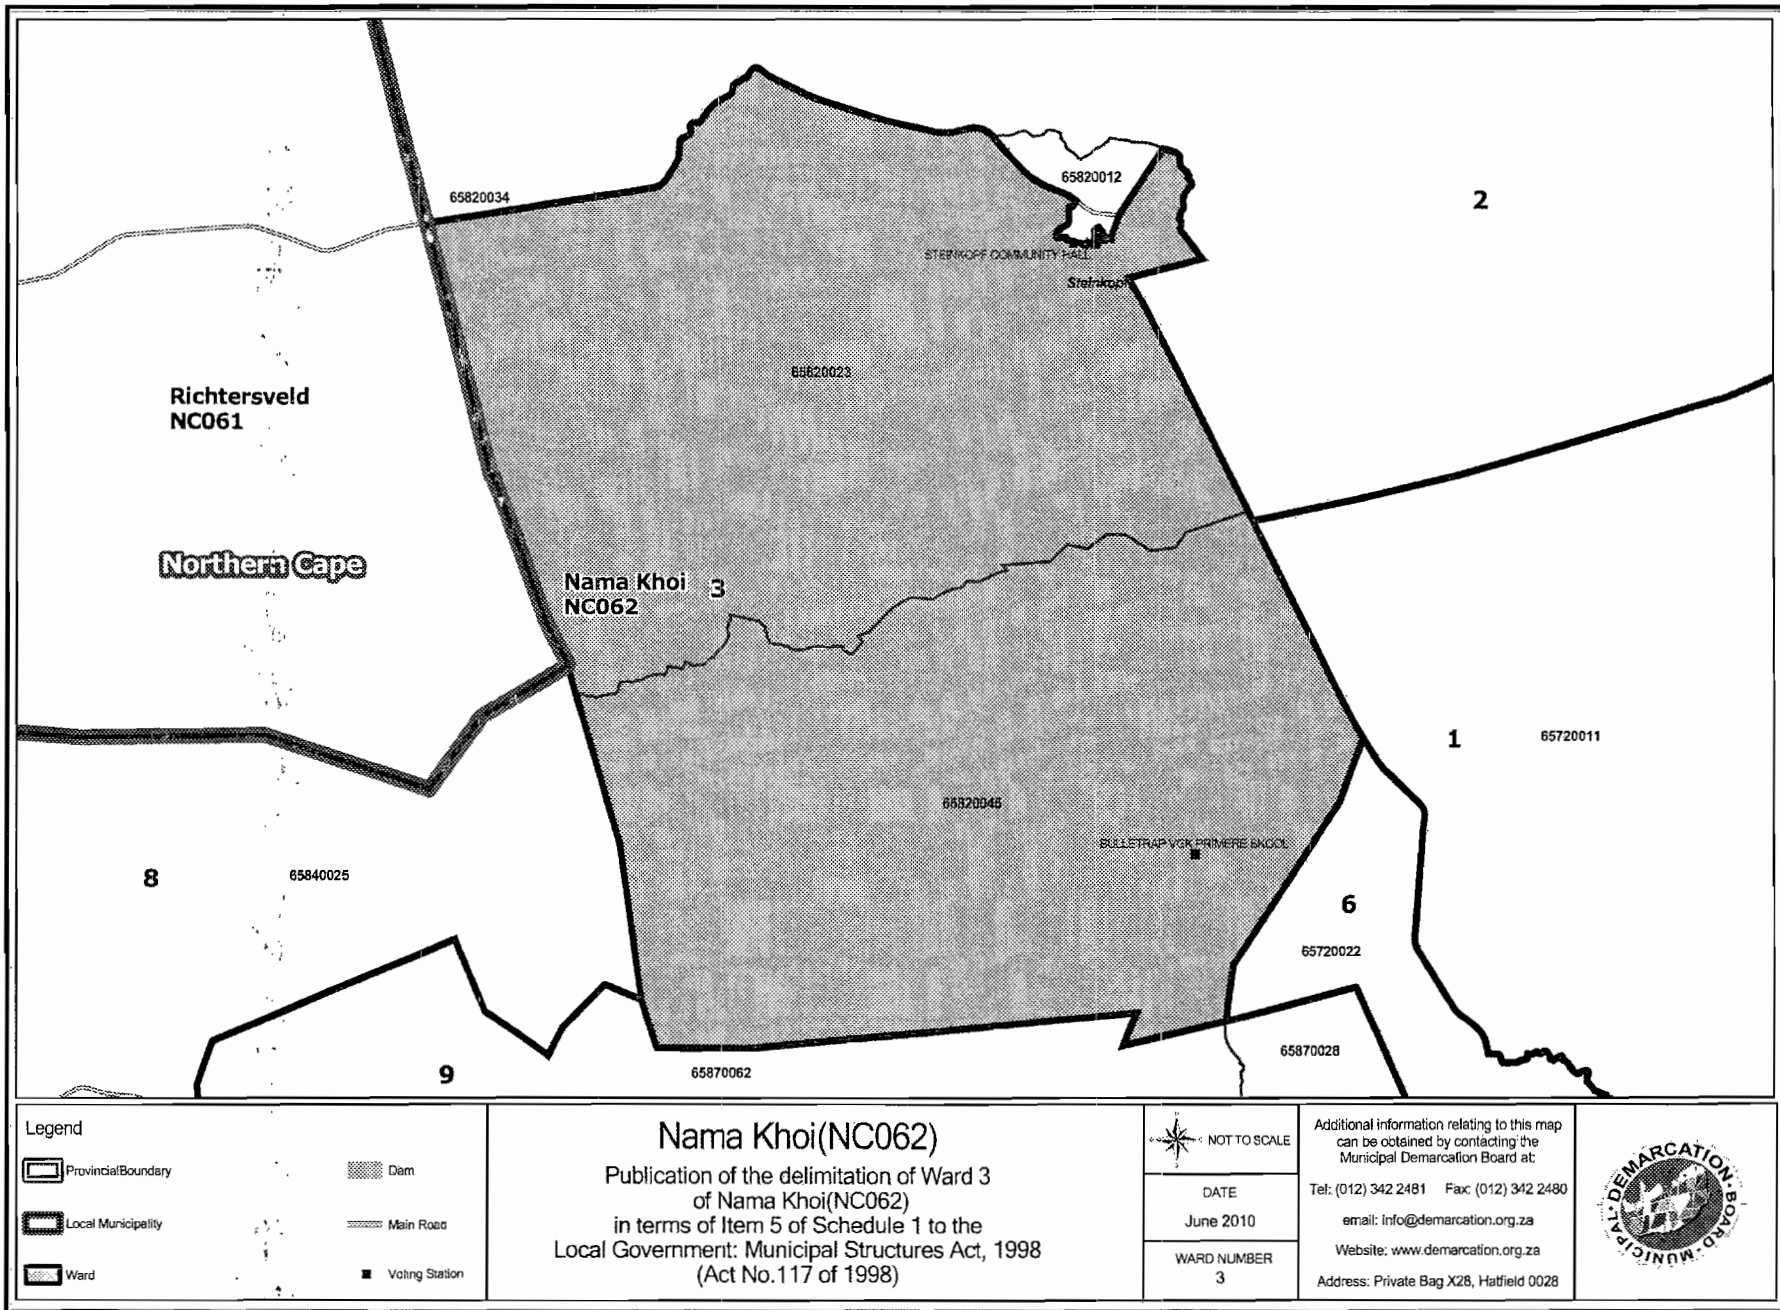 65820034
65820012
2
STEINKOPF COMMUNITY HALL
Steinkopf
65820023
Richtersveld
NC061
Northern Cape
Nama Khoi
NC062
3
1
65720011
65820045
BULLETRAP VGK PRIMERE SKOOL
8
65840025
6
65720022
65870028
9
65870062
Legend
Provincial Boundary
Local Municipality
Ward
Dam
Main Road
Voting Station
Nama Khoi(NC062)
Publication of the delimitation of Ward 3
of Nama Khoi(NC062)
in terms of Item 5 of Schedule 1 to the
Local Government: Municipal Structures Act, 1998
(Act No.117 of 1998)
NOT TO SCALE
DATE
June 2010
WARD NUMBER
3
Additional information relating to this map
can be obtained by contacting the
Municipal Demarcation Board at:
Tel: (012) 342 2481 Fax: (012) 342 2480
email: info@demarcation.org.za
Website: www.demarcation.org.za
Address: Private Bag X28, Hatfield 0028
MUNICIPAL DEMARCATION BOARD